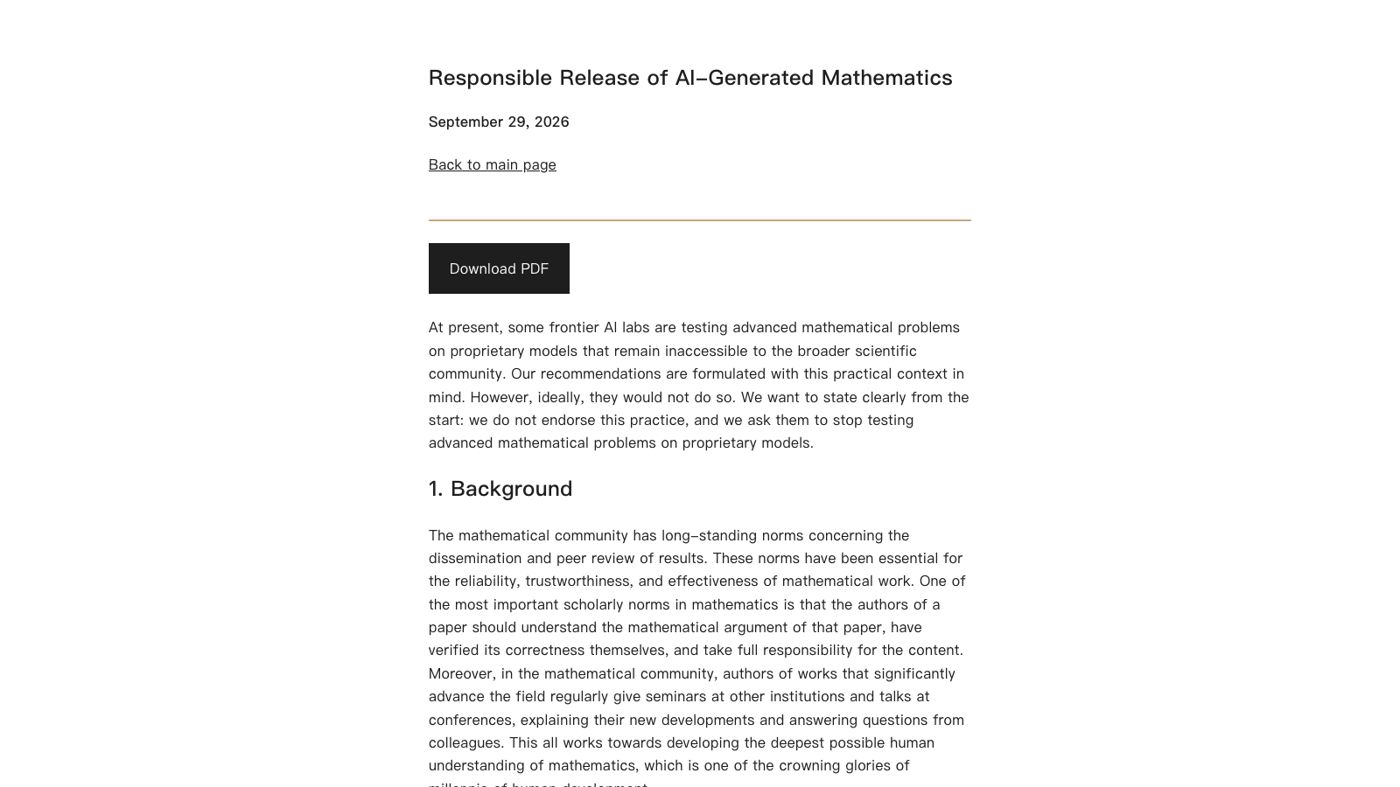 Responsible Release of AI-Generated Mathematics
September 29, 2026
Back to main page
Download PDF
At present, some frontier AI labs are testing advanced mathematical problems
on proprietary models that remain inaccessible to the broader scientific
community. Our recommendations are formulated with this practical context in
mind. However, ideally, they would not do so. We want to state clearly from the
start: we do not endorse this practice, and we ask them to stop testing
advanced mathematical problems on proprietary models.
1. Background
The mathematical community has long-standing norms concerning the
dissemination and peer review of results. These norms have been essential for
the reliability, trustworthiness, and effectiveness of mathematical work. One of
the most important scholarly norms in mathematics is that the authors of a
paper should understand the mathematical argument of that paper, have
verified its correctness themselves, and take full responsibility for the content.
Moreover, in the mathematical community, authors of works that significantly
advance the field regularly give seminars at other institutions and talks at
conferences, explaining their new developments and answering questions from
colleagues. This all works towards developing the deepest possible human
understanding of mathematics, which is one of the crowning glories of
millennia of human development.